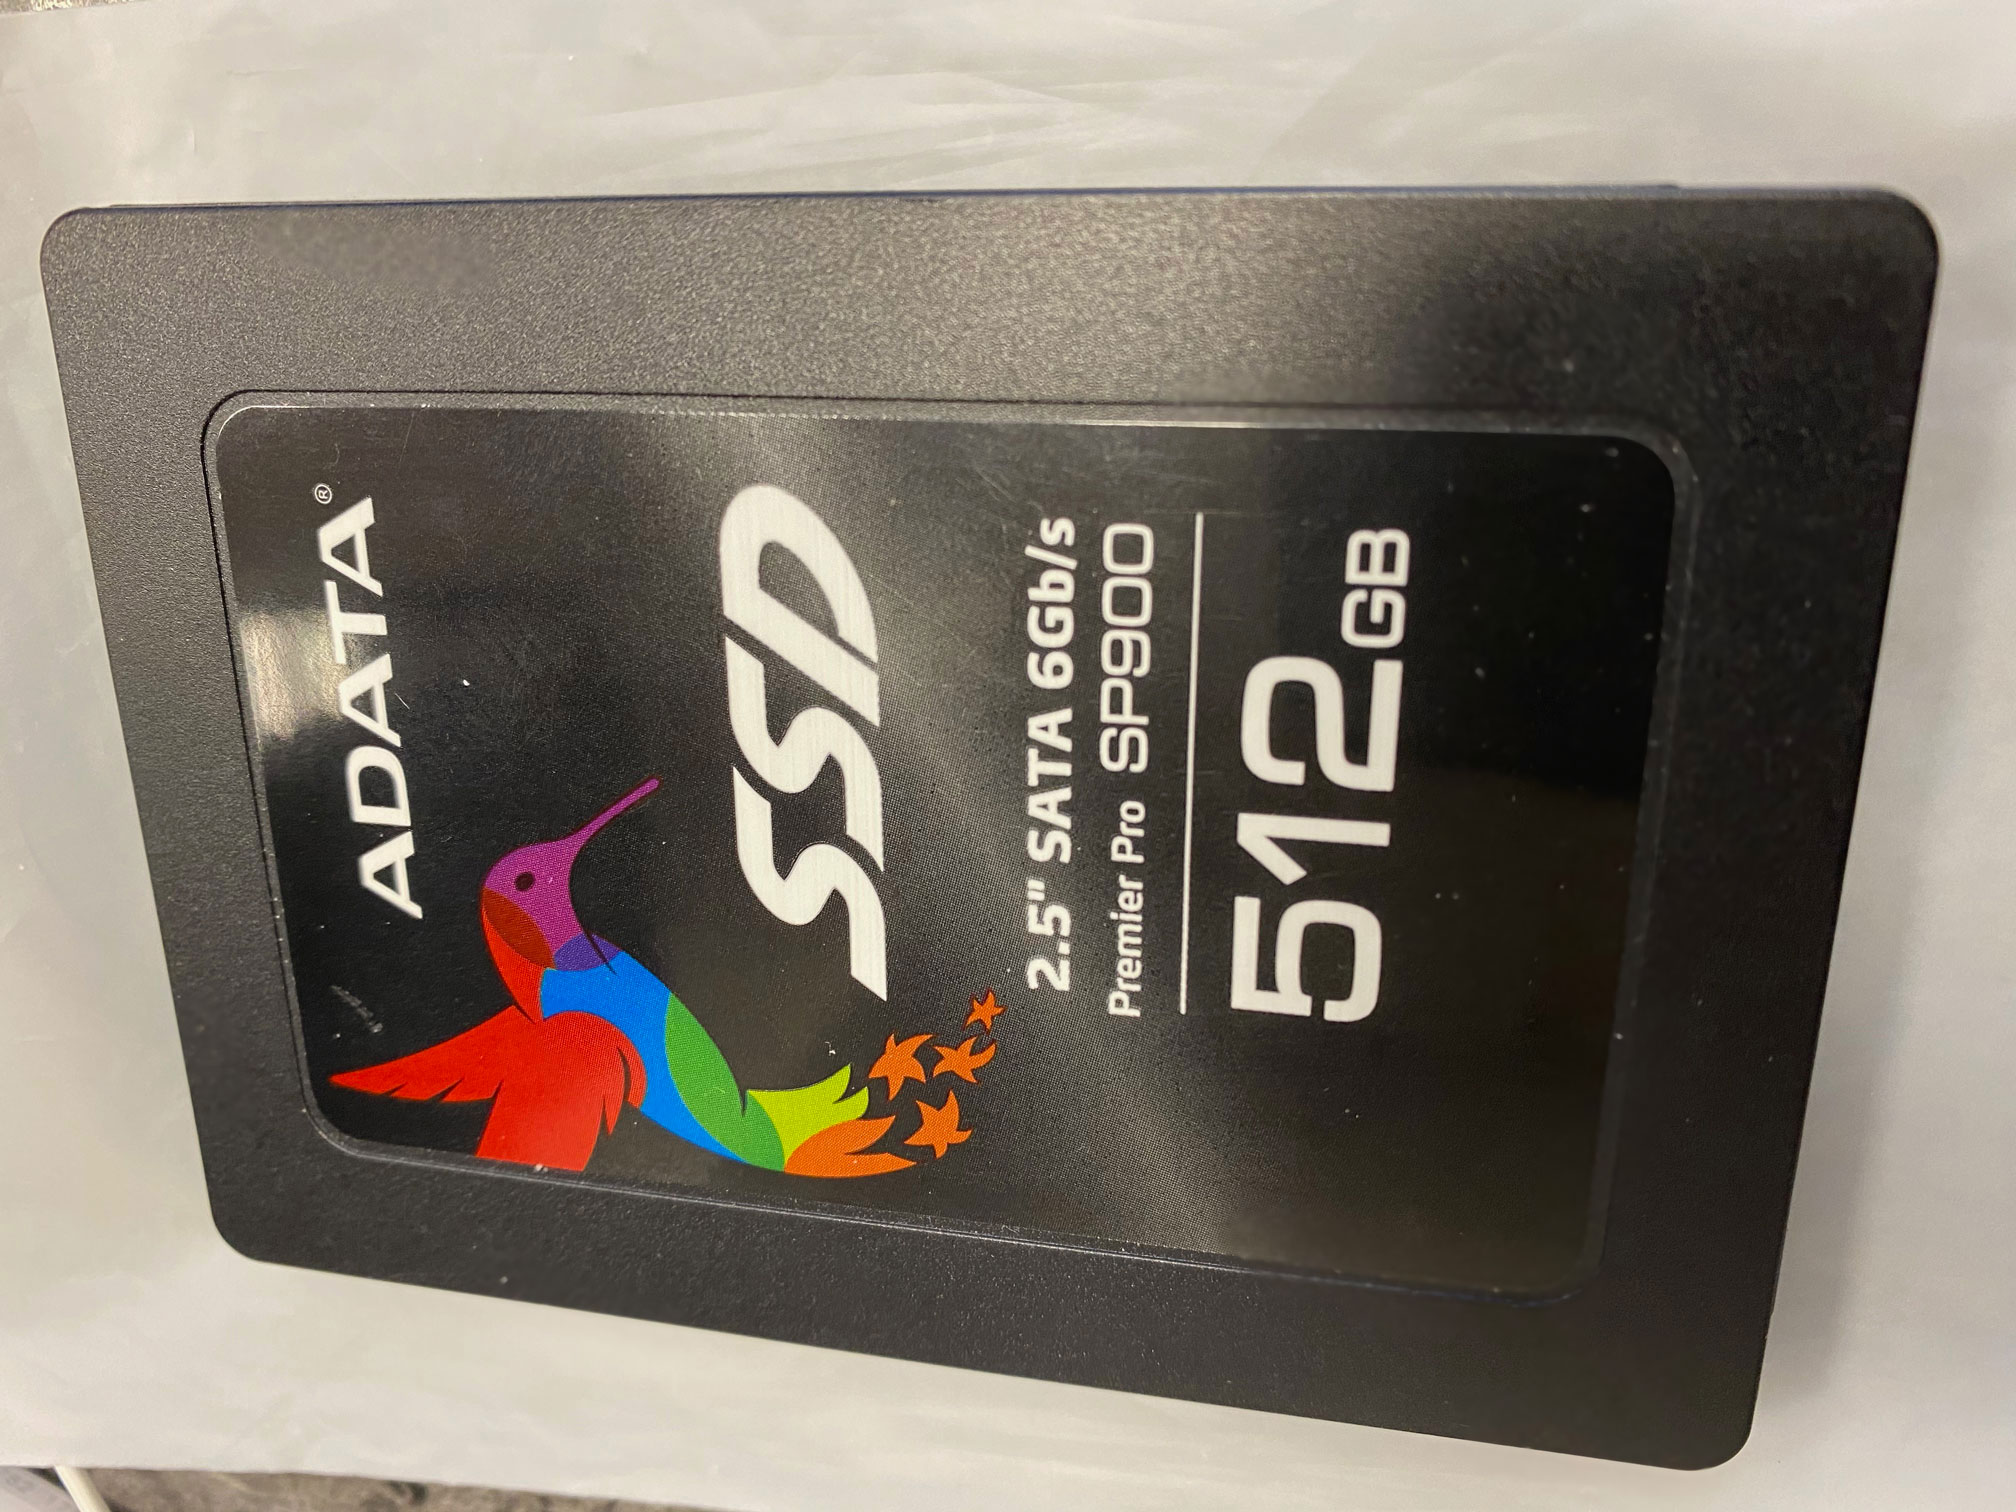 ADATA®
SSD
2.5" SATA 6Gb/s
Premier Pro SP900
512GB